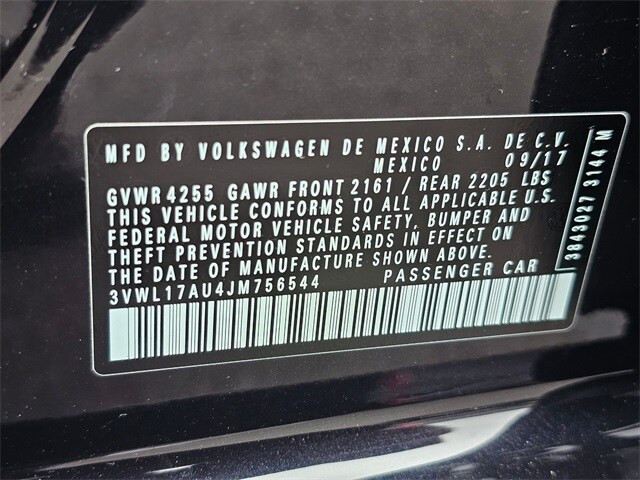 MFD BY VOLKSWAGEN DE MEXICO S.A. DE C.V.
MEXICO 09/17
GVWR 4255 GAWR FRONT 2161 / REAR 2205 LBS
THIS VEHICLE CONFORMS TO ALL APPLICABLE U.S.
FEDERAL MOTOR VEHICLE SAFETY, BUMPER AND
THEFT PREVENTION STANDARDS IN EFFECT ON
THE DATE OF MANUFACTURE SHOWN ABOVE.
3VWL17AU4JM756544 PASSENGER CAR
3843027 3144 M